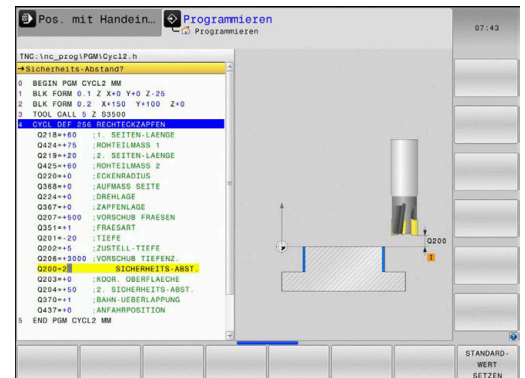 Pos. mit Handein…
Programmieren
Programmieren
07:43
TNC:\nc_prog\PGM\Cycl2.h
→Sicherheits-Abstand?
0 BEGIN PGM CYCL2 MM
1 BLK FORM 0.1 Z X+0 Y+0 Z-25
2 BLK FORM 0.2 X+150 Y+100 Z+0
3 TOOL CALL 5 Z S3500
4 CYCL DEF 256 RECHTECKZAPFEN
Q218=+60 ;1. SEITEN-LAENGE
Q424=+75 ;ROHTEILMASS 1
Q219=+20 ;2. SEITEN-LAENGE
Q425=+60 ;ROHTEILMASS 2
Q220=+0 ;ECKENRADIUS
Q368=+0 ;AUFMASS SEITE
Q224=+0 ;DREHLAGE
Q367=+0 ;ZAPFENLAGE
Q207=+500 ;VORSCHUB FRAESEN
Q351=+1 ;FRAESART
Q201=-20 ;TIEFE
Q202=+5 ;ZUSTELL-TIEFE
Q206=+3000 ;VORSCHUB TIEFENZ.
Q200=2 SICHERHEITS-ABST.
Q203=+0 ;KOOR. OBERFLAECHE
Q204=+50 ;2. SICHERHEITS-ABST.
Q370=+1 ;BAHN-UEBERLAPPUNG
Q437=+0 ;ANFAHRPOSITION
5 END PGM CYCL2 MM
Q200
I
STANDARD-
WERT
SETZEN